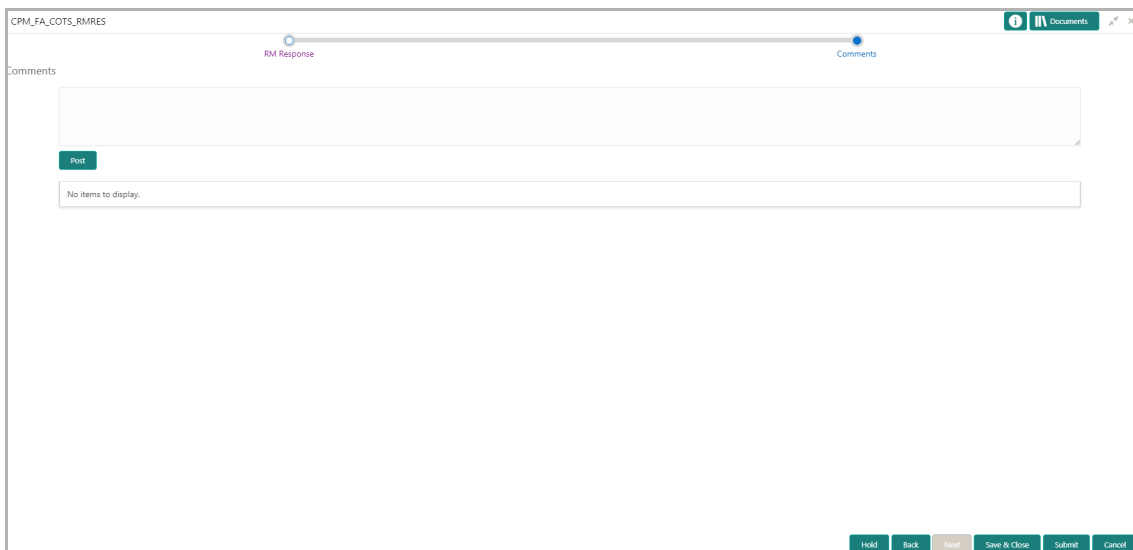 CPM_FA_COTS_RMRES
Documents
RM Response
Comments
Comments
Post
No items to display.
Hold
Back
Next
Save & Close
Submit
Cancel